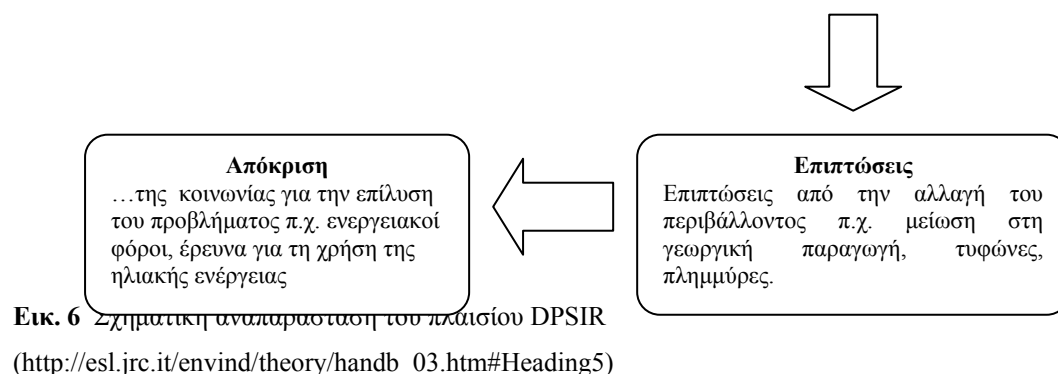 Απόκριση
…της κοινωνίας για την επίλυση
του προβλήματος π.χ. ενεργειακοί
φόροι, έρευνα για τη χρήση της
ηλιακής ενέργειας
Επιπτώσεις
Επιπτώσεις από την αλλαγή του
περιβάλλοντος π.χ. μείωση στη
γεωργική παραγωγή, τυφώνες,
πλημμύρες.
Εικ. 6 Σχηματική αναπαράσταση του πλαισίου DPSIR
(http://esl.jrc.it/envind/theory/handb_03.htm#Heading5)